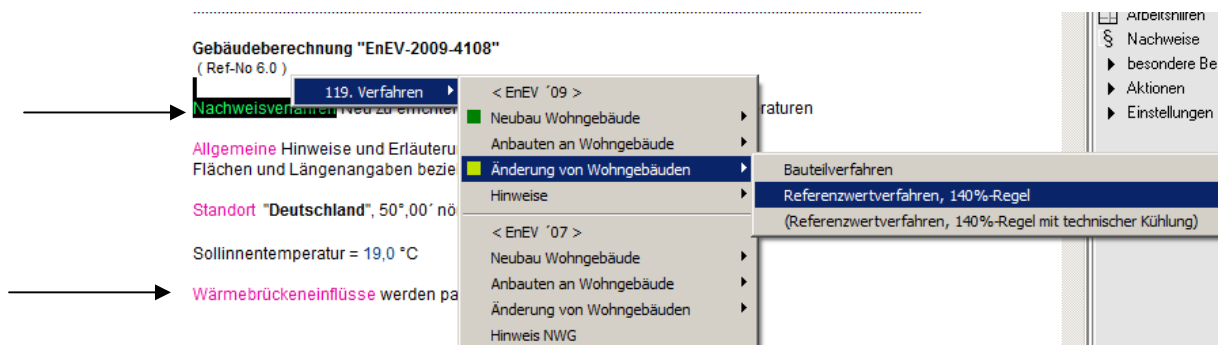 Arbeitshilfen
Gebäudeberechnung "EnEV-2009-4108"
§ Nachweise
( Ref-No 6.0 )
besondere Be
119. Verfahren
< EnEV ´09 >
Aktionen
Nachweisverfahren Neu zu errichten
raturen
Neubau Wohngebäude
Einstellungen
Anbauten an Wohngebäude
Allgemeine Hinweise und Erläuteru
Flächen und Längenangaben bezie
Änderung von Wohngebäuden
Bauteilverfahren
Hinweise
Referenzwertverfahren, 140%-Regel
Standort "Deutschland", 50°,00´ nö
(Referenzwertverfahren, 140%-Regel mit technischer Kühlung)
< EnEV ´07 >
Sollinnentemperatur = 19,0 °C
Neubau Wohngebäude
Anbauten an Wohngebäude
Wärmebrückeneinflüsse werden pa
Änderung von Wohngebäuden
Hinweis NWG